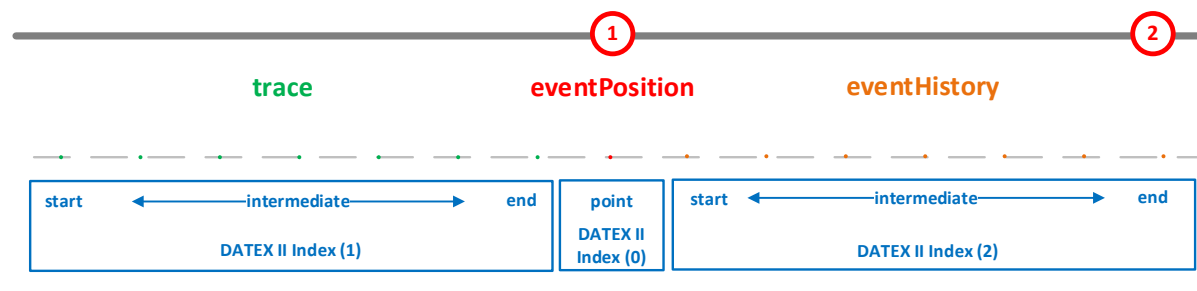 1
2
trace
eventPosition
eventHistory
start
intermediate
end
point
start
intermediate
end
DATEX II Index (1)
DATEX II
Index (0)
DATEX II Index (2)